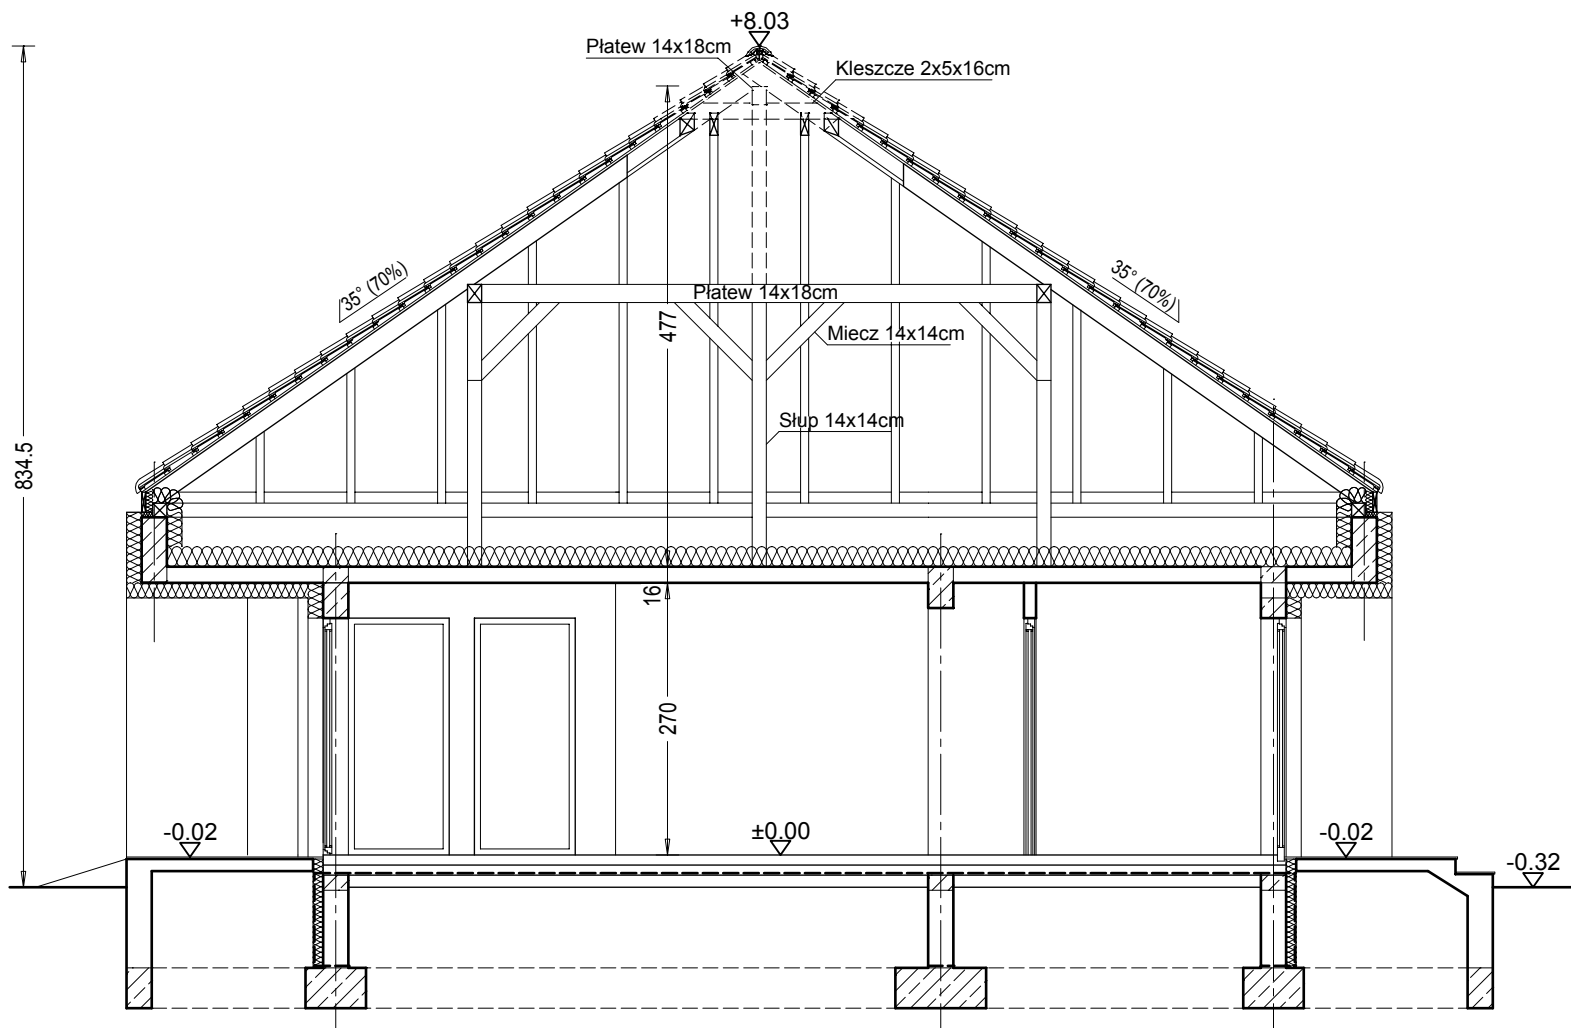 +8.03
Płatew 14x18cm
Kleszcze 2x5x16cm
35° (70%)
35° (70%)
Płatew 14x18cm
477
Miecz 14x14cm
Słup 14x14cm
834.5
16
270
-0.02
±0.00
-0.02
-0.32